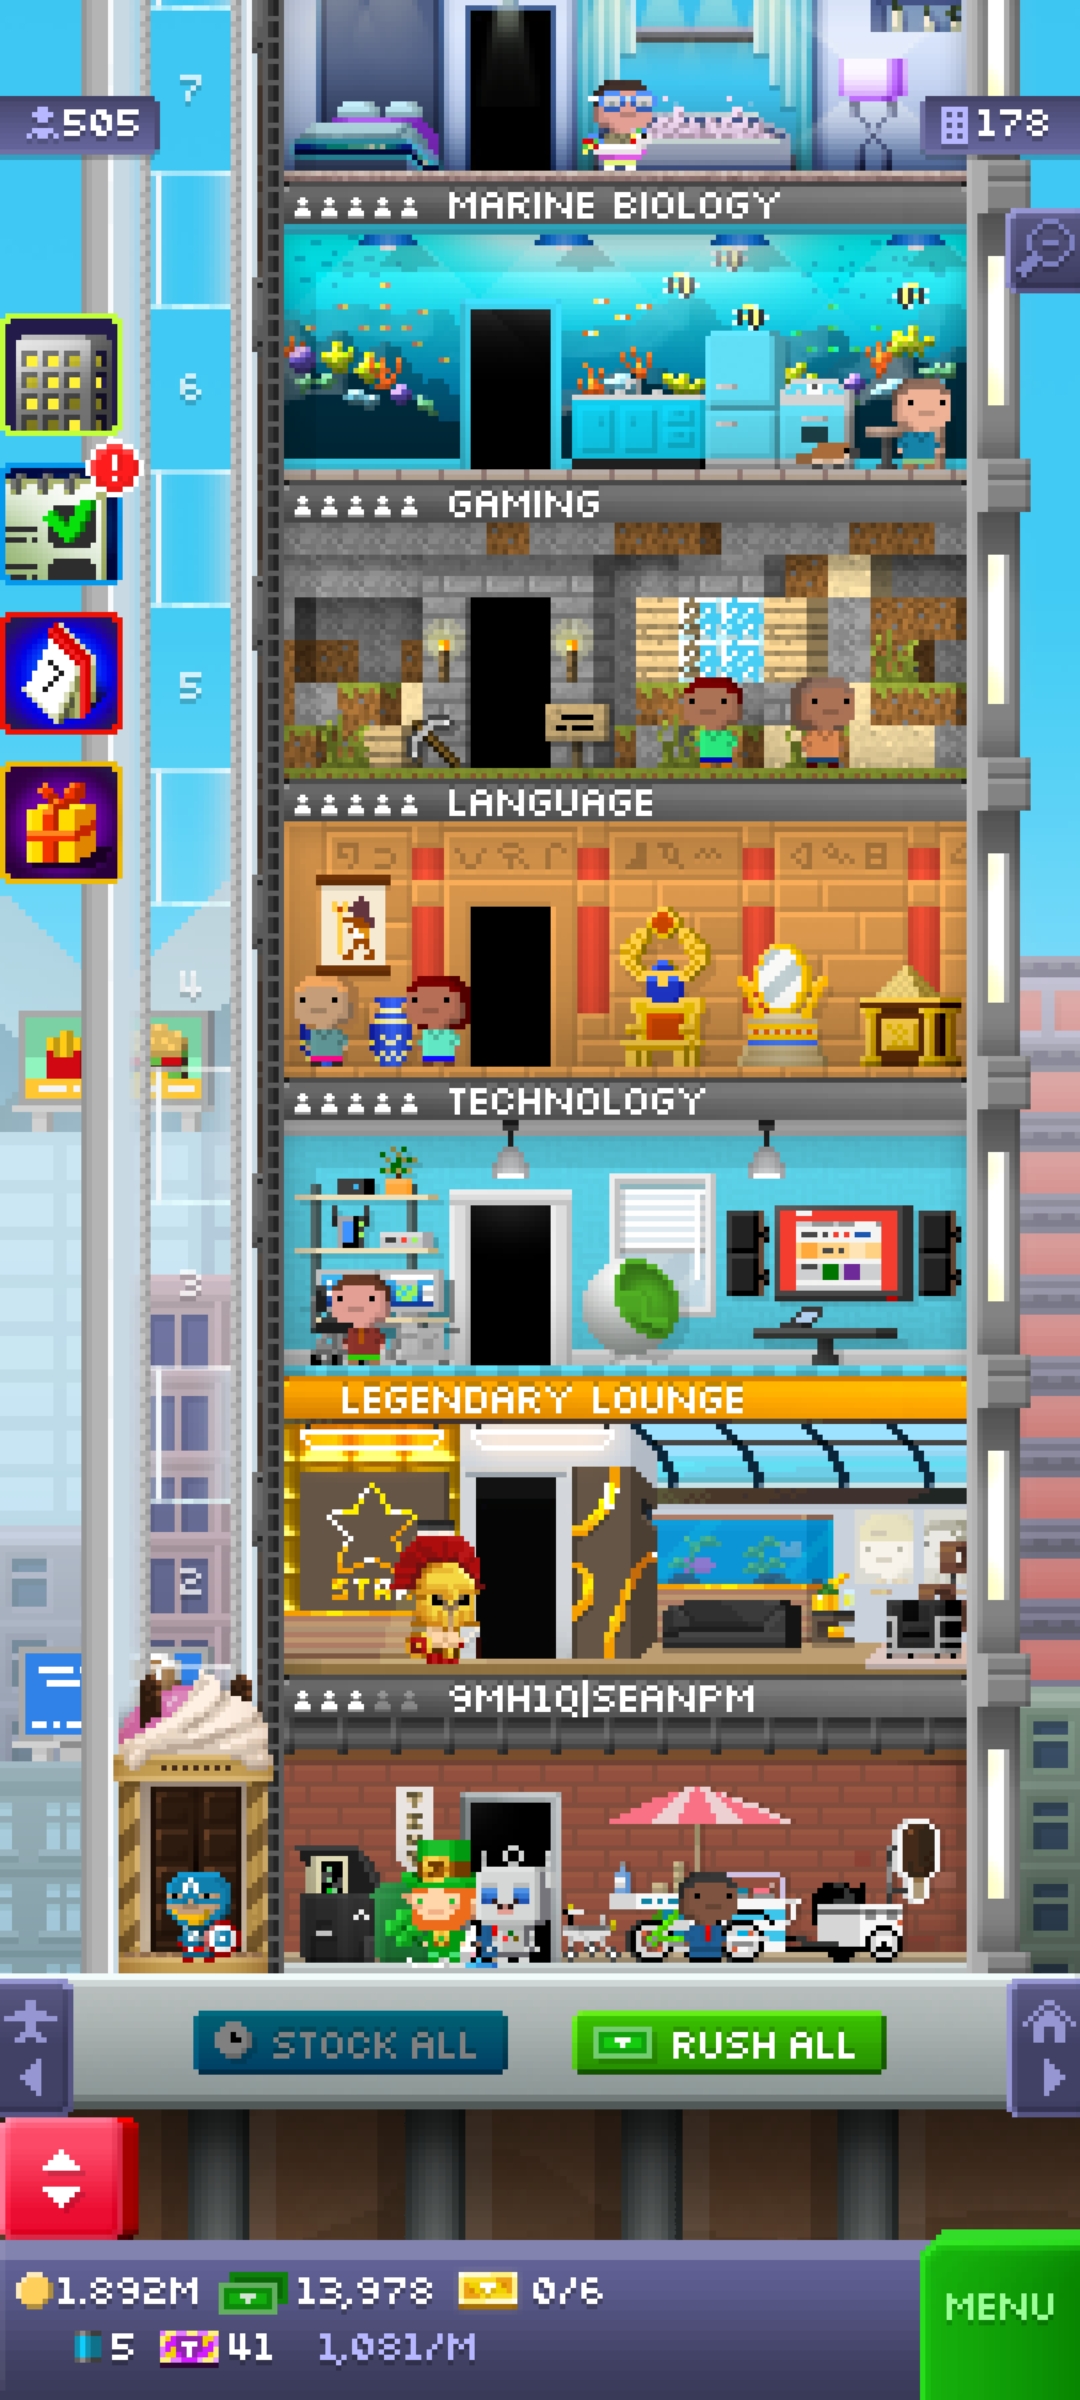 7
505
178
MARINE BIOLOGY
6
GAMING
5
LANGUAGE
4
TECHNOLOGY
3
LEGENDARY LOUNGE
2
9MH1Q|SEANPM
STOCK ALL
RUSH ALL
1.892M 13,978 0/6
MENU
5 41 1,081/M